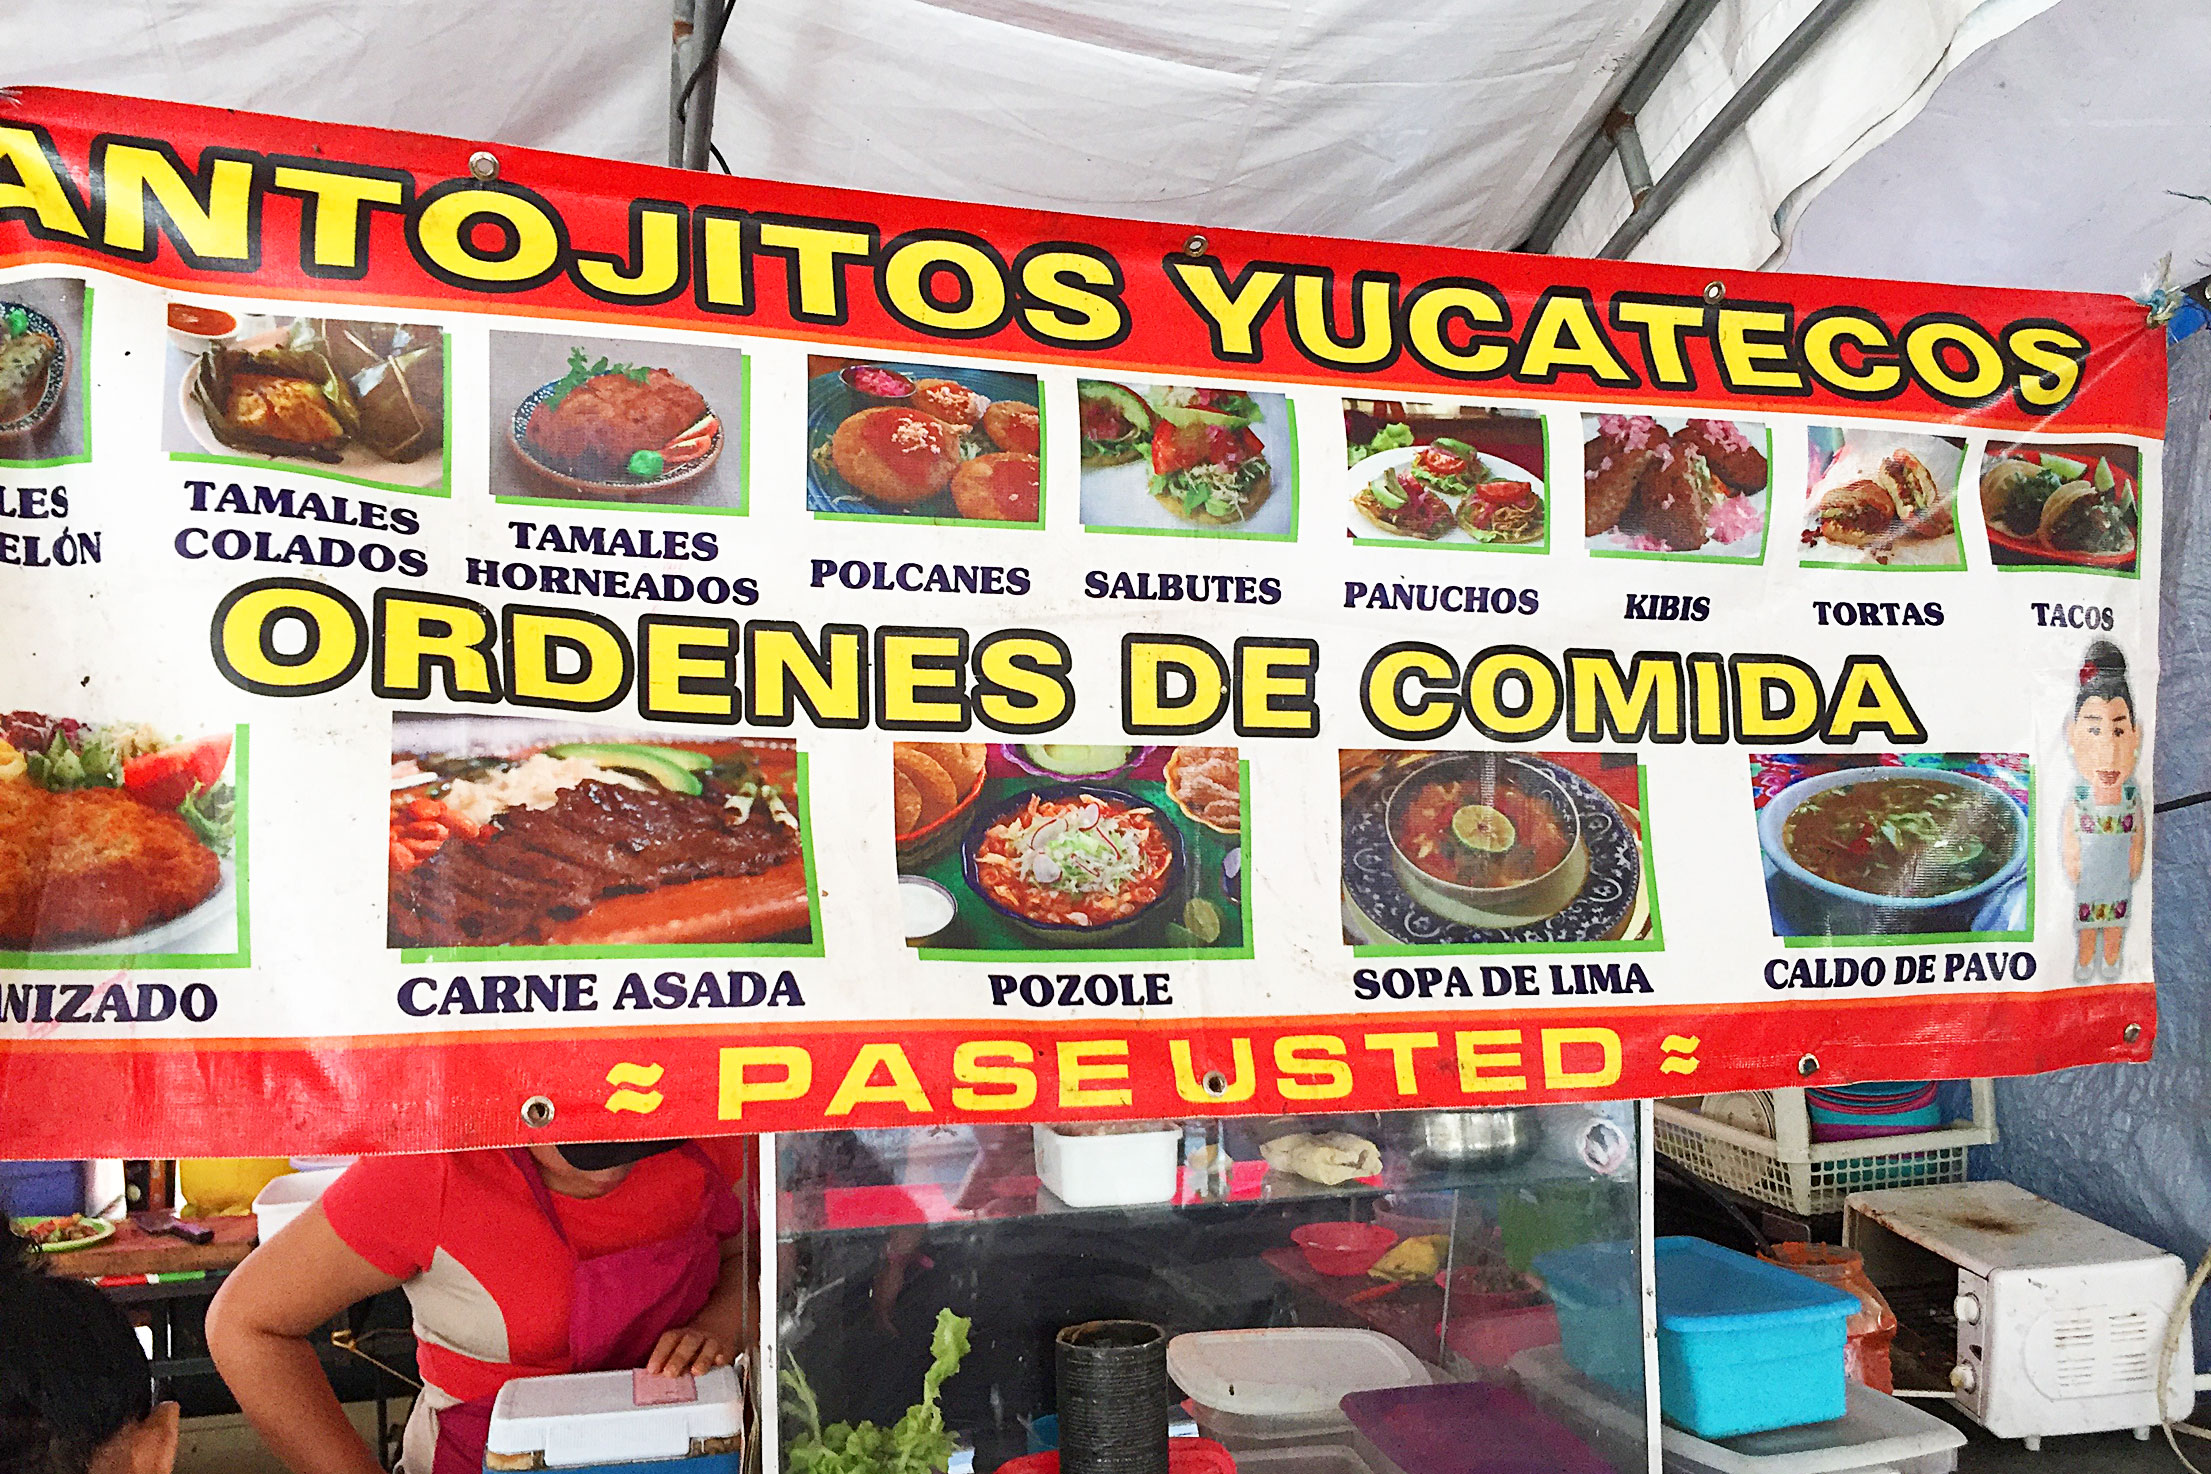 ANTOJITOS YUCATECOS
TAMALES
COLADOS
TAMALES
HORNEADOS
POLCANES
SALBUTES
PANUCHOS
KIBIS
TORTAS
TACOS
ORDENES DE COMIDA
CARNE ASADA
POZOLE
SOPA DE LIMA
CALDO DE PAVO
≈ PASE USTED ≈